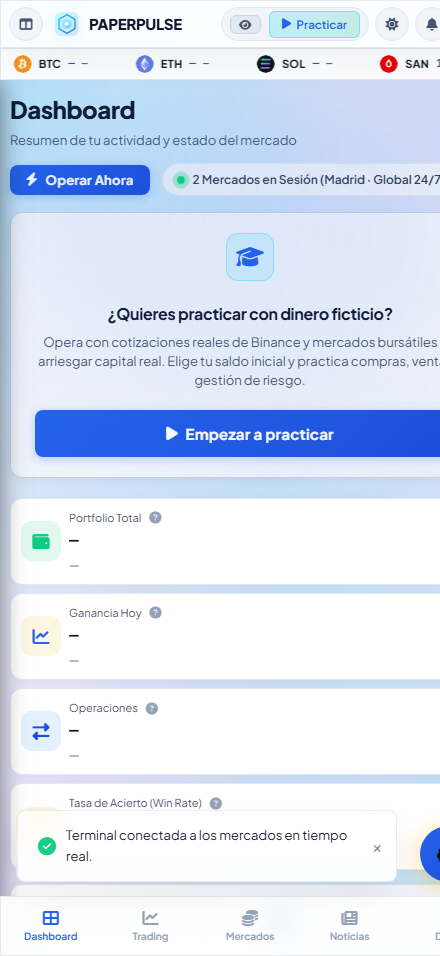 PAPERPULSE
Practicar
BTC — —
ETH — —
SOL — —
SAN
Dashboard
Resumen de tu actividad y estado del mercado
Operar Ahora
2 Mercados en Sesión (Madrid · Global 24/7
¿Quieres practicar con dinero ficticio?
Opera con cotizaciones reales de Binance y mercados bursátiles
arriesgar capital real. Elige tu saldo inicial y practica compras,
gestión de riesgo.
Empezar a practicar
Portfolio Total ?
—
—
Ganancia Hoy ?
—
—
Operaciones ?
—
—
Tasa de Acierto (Win Rate) ?
Terminal conectada a los mercados en tiempo
real.
×
Dashboard
Trading
Mercados
Noticias